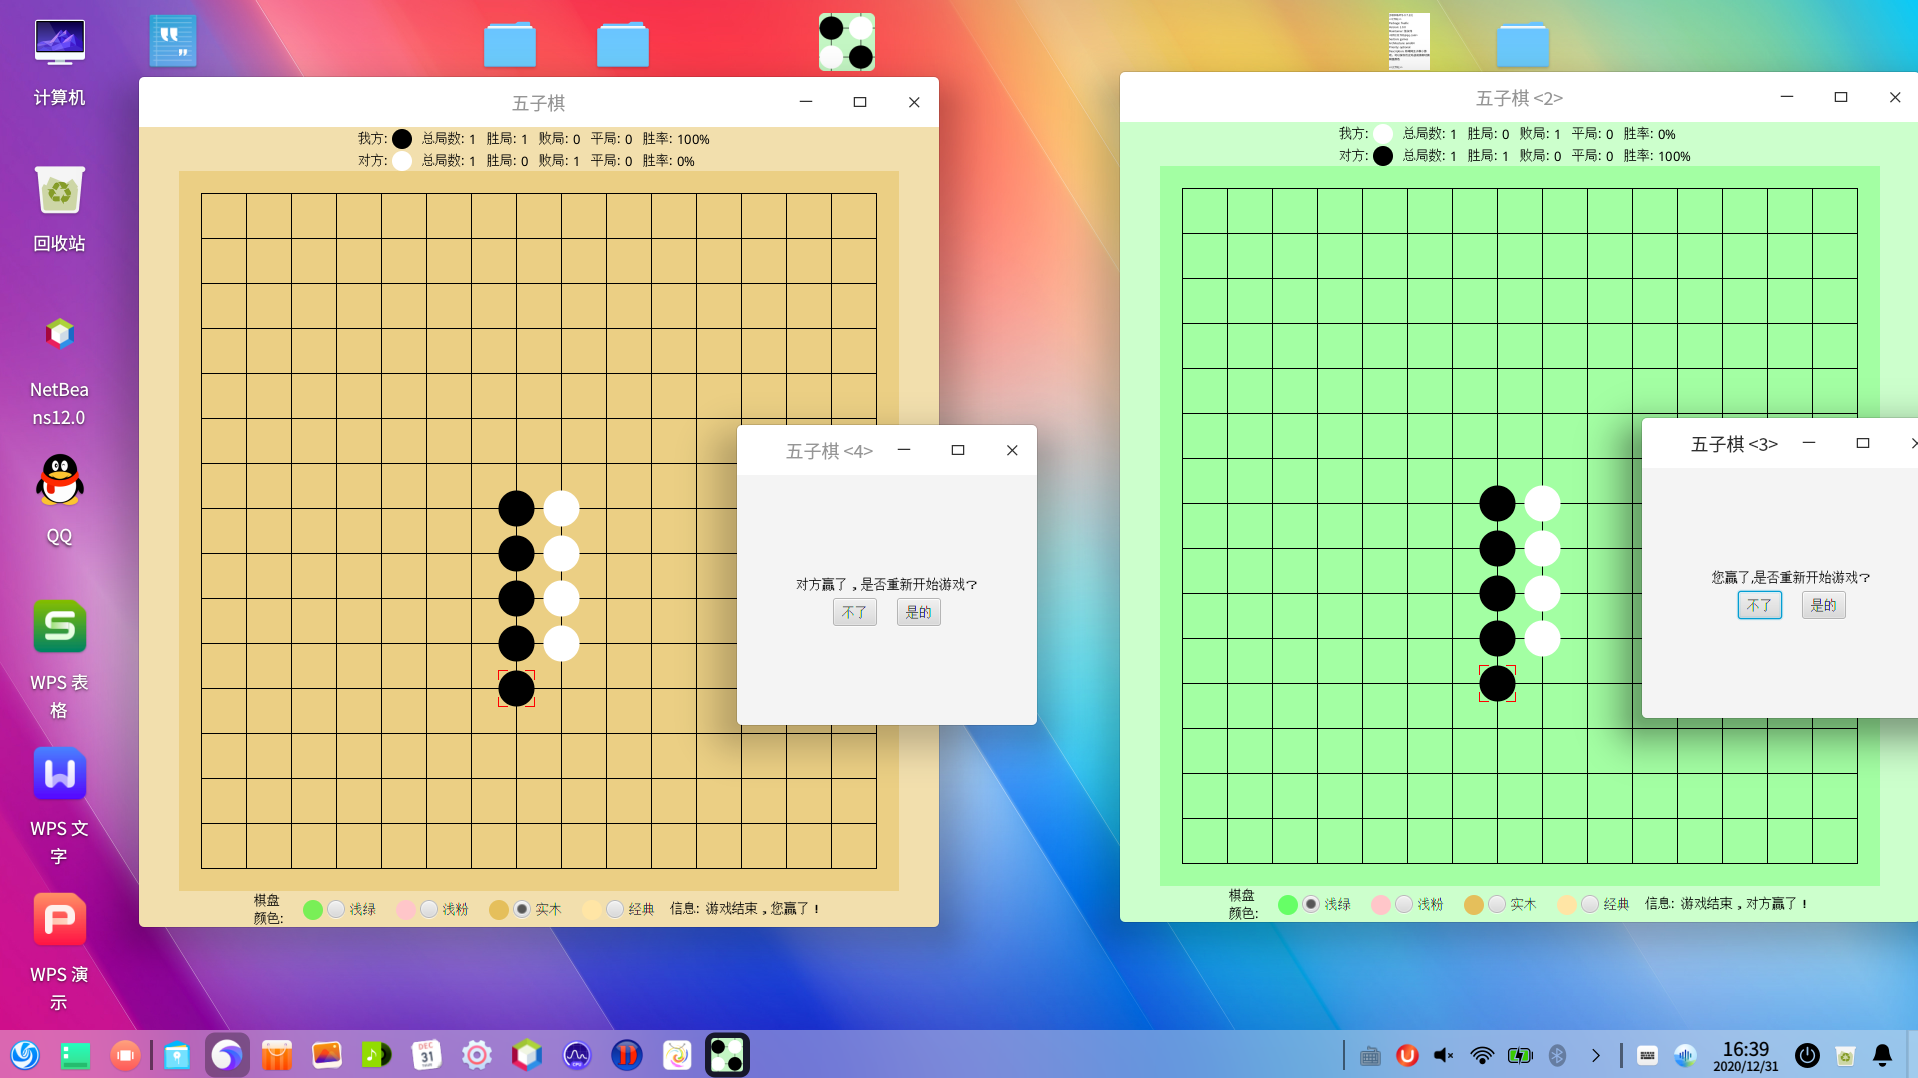 计算机
回收站
NetBea
ns12.0
QQ
WPS 表
格
WPS 文
字
WPS 演
示
五子棋
我方: 总局数: 1 胜局: 1 败局: 0 平局: 0 胜率: 100%
对方: 总局数: 1 胜局: 0 败局: 1 平局: 0 胜率: 0%
棋盘
颜色:
浅绿 浅粉 实木 经典 信息: 游戏结束，您赢了！
五子棋 <4>
对方赢了，是否重新开始游戏？
不了 是的
五子棋 <2>
我方: 总局数: 1 胜局: 0 败局: 1 平局: 0 胜率: 0%
对方: 总局数: 1 胜局: 1 败局: 0 平局: 0 胜率: 100%
棋盘
颜色:
浅绿 浅粉 实木 经典 信息: 游戏结束，对方赢了！
五子棋 <3>
您赢了,是否重新开始游戏？
不了 是的
DEC
31
16:39
2020/12/31